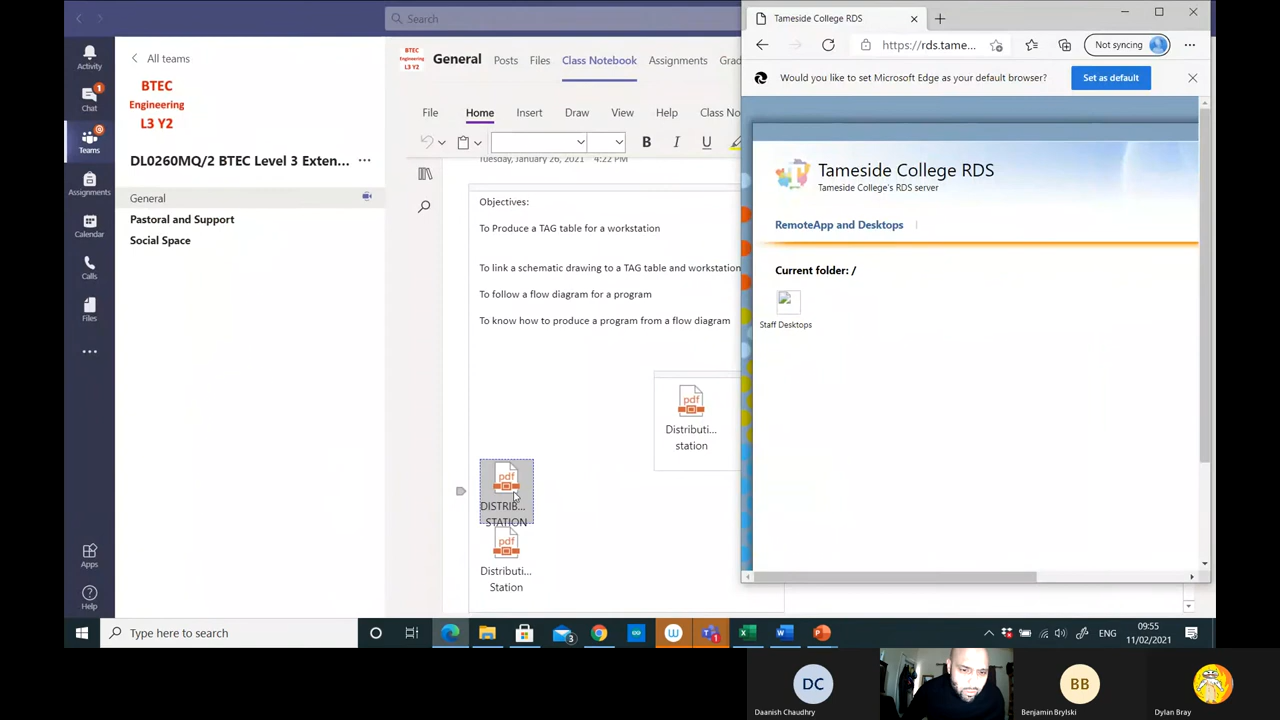 Search
Tameside College RDS
https://rds.tame...
Not syncing
Would you like to set Microsoft Edge as your default browser?
Set as default
Activity
Chat
1
Teams
Assignments
Calendar
Calls
Files
Apps
Help
All teams
BTEC
Engineering
L3 Y2
DL0260MQ/2 BTEC Level 3 Exten...
General
Pastoral and Support
Social Space
BTEC
Engineering
L3 Y2
General
Posts
Files
Class Notebook
Assignments
Grad
File
Home
Insert
Draw
View
Help
Class No
B
I
U
Tuesday, January 26, 2021 4:22 PM
Objectives:
To Produce a TAG table for a workstation
To link a schematic drawing to a TAG table and workstation
To follow a flow diagram for a program
To know how to produce a program from a flow diagram
pdf
Distributi...
station
pdf
DISTRIB...
STATION
pdf
Distributi...
Station
Tameside College RDS
Tameside College's RDS server
RemoteApp and Desktops
Current folder: /
Staff Desktops
Type here to search
3
1
ENG
09:55
11/02/2021
DC
Daanish Chaudhry
BB
Benjamin Brylski
Dylan Bray